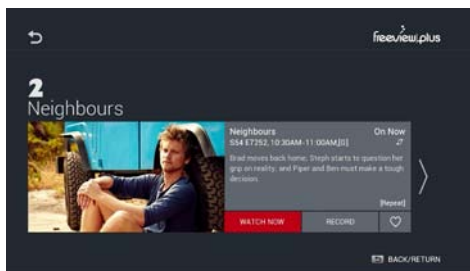 freeview.plus
2
Neighbours
Neighbours On Now
S54 E7252, 10:30AM-11:00AM,[G]
Brad moves back home. Steph starts to question her
grip on reality, and Piper and Ben must make a tough
decision.
[Repeat]
WATCH NOW RECORD
BACK/RETURN